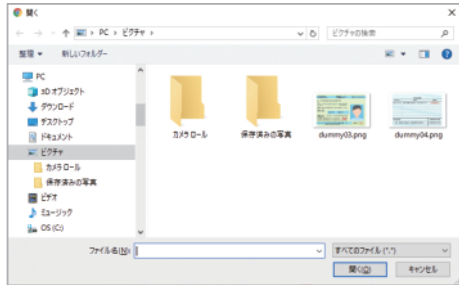 開く
PC › ピクチャ ›
ピクチャの検索
整理
新しいフォルダー
PC
3D オブジェクト
ダウンロード
デスクトップ
ドキュメント
ピクチャ
カメラロール
保存済みの写真
ビデオ
ミュージック
OS (C:)
カメラロール
保存済みの写真
dummy03.png
dummy04.png
ファイル名(N):
すべてのファイル (*.*)
開く(O)
キャンセル